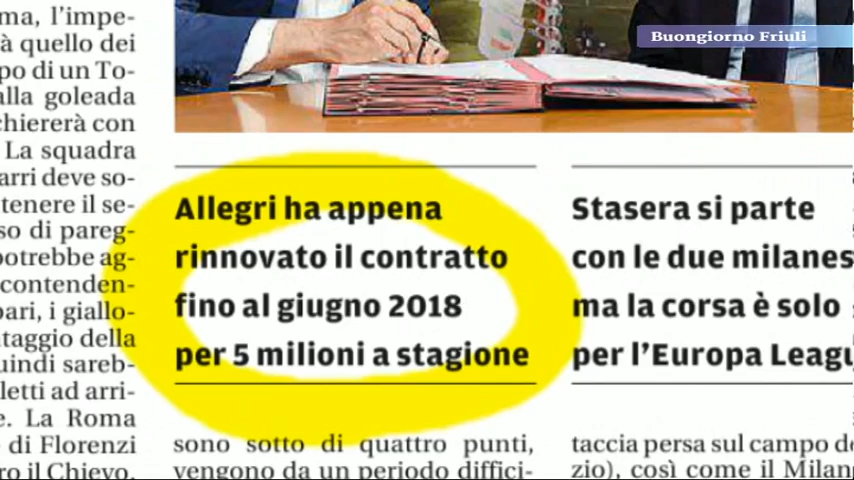 Buongiorno Friuli
ma, l'impe-
à quello dei
po di un To-
alla goleada
chiererà con
La squadra
arri deve so-
tenere il se-
so di pareg-
potrebbe ag-
contenden-
pari, i giallo-
ntaggio della
uindi sareb-
letti ad arri-
e. La Roma
di Florenzi
ro il Chievo.
Allegri ha appena
rinnovato il contratto
fino al giugno 2018
per 5 milioni a stagione
sono sotto di quattro punti,
vengono da un periodo diffici-
Stasera si parte
con le due milanes
ma la corsa è solo
per l'Europa Leagu
taccia persa sul campo de
zio), così come il Milan